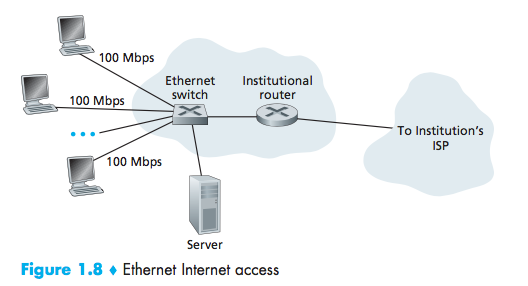 100 Mbps
Ethernet
switch
Institutional
router
100 Mbps
To Institution's
ISP
100 Mbps
Server
Figure 1.8 ♦ Ethernet Internet access